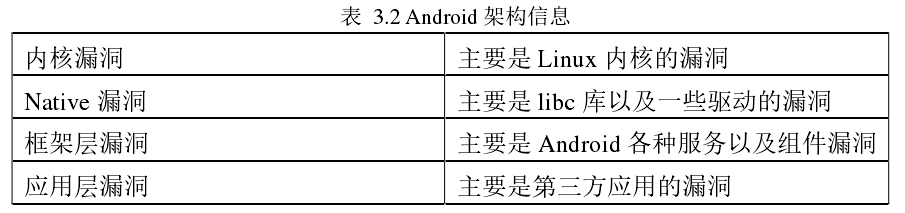 表 3.2 Android 架构信息
内核漏洞 主要是 Linux 内核的漏洞
Native 漏洞 主要是 libc 库以及一些驱动的漏洞
框架层漏洞 主要是 Android 各种服务以及组件漏洞
应用层漏洞 主要是第三方应用的漏洞